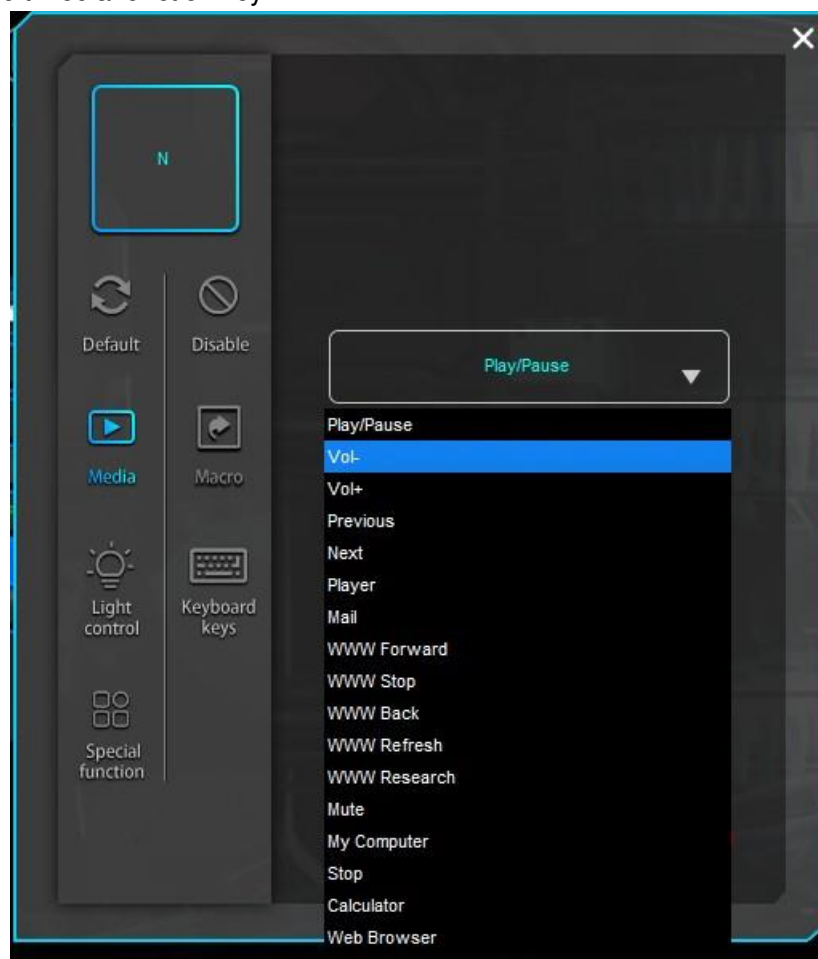 N
Default
Disable
Media
Macro
Light
control
Keyboard
keys
Special
function
Play/Pause
Play/Pause
Vol-
Vol+
Previous
Next
Player
Mail
WWW Forward
WWW Stop
WWW Back
WWW Refresh
WWW Research
Mute
My Computer
Stop
Calculator
Web Browser